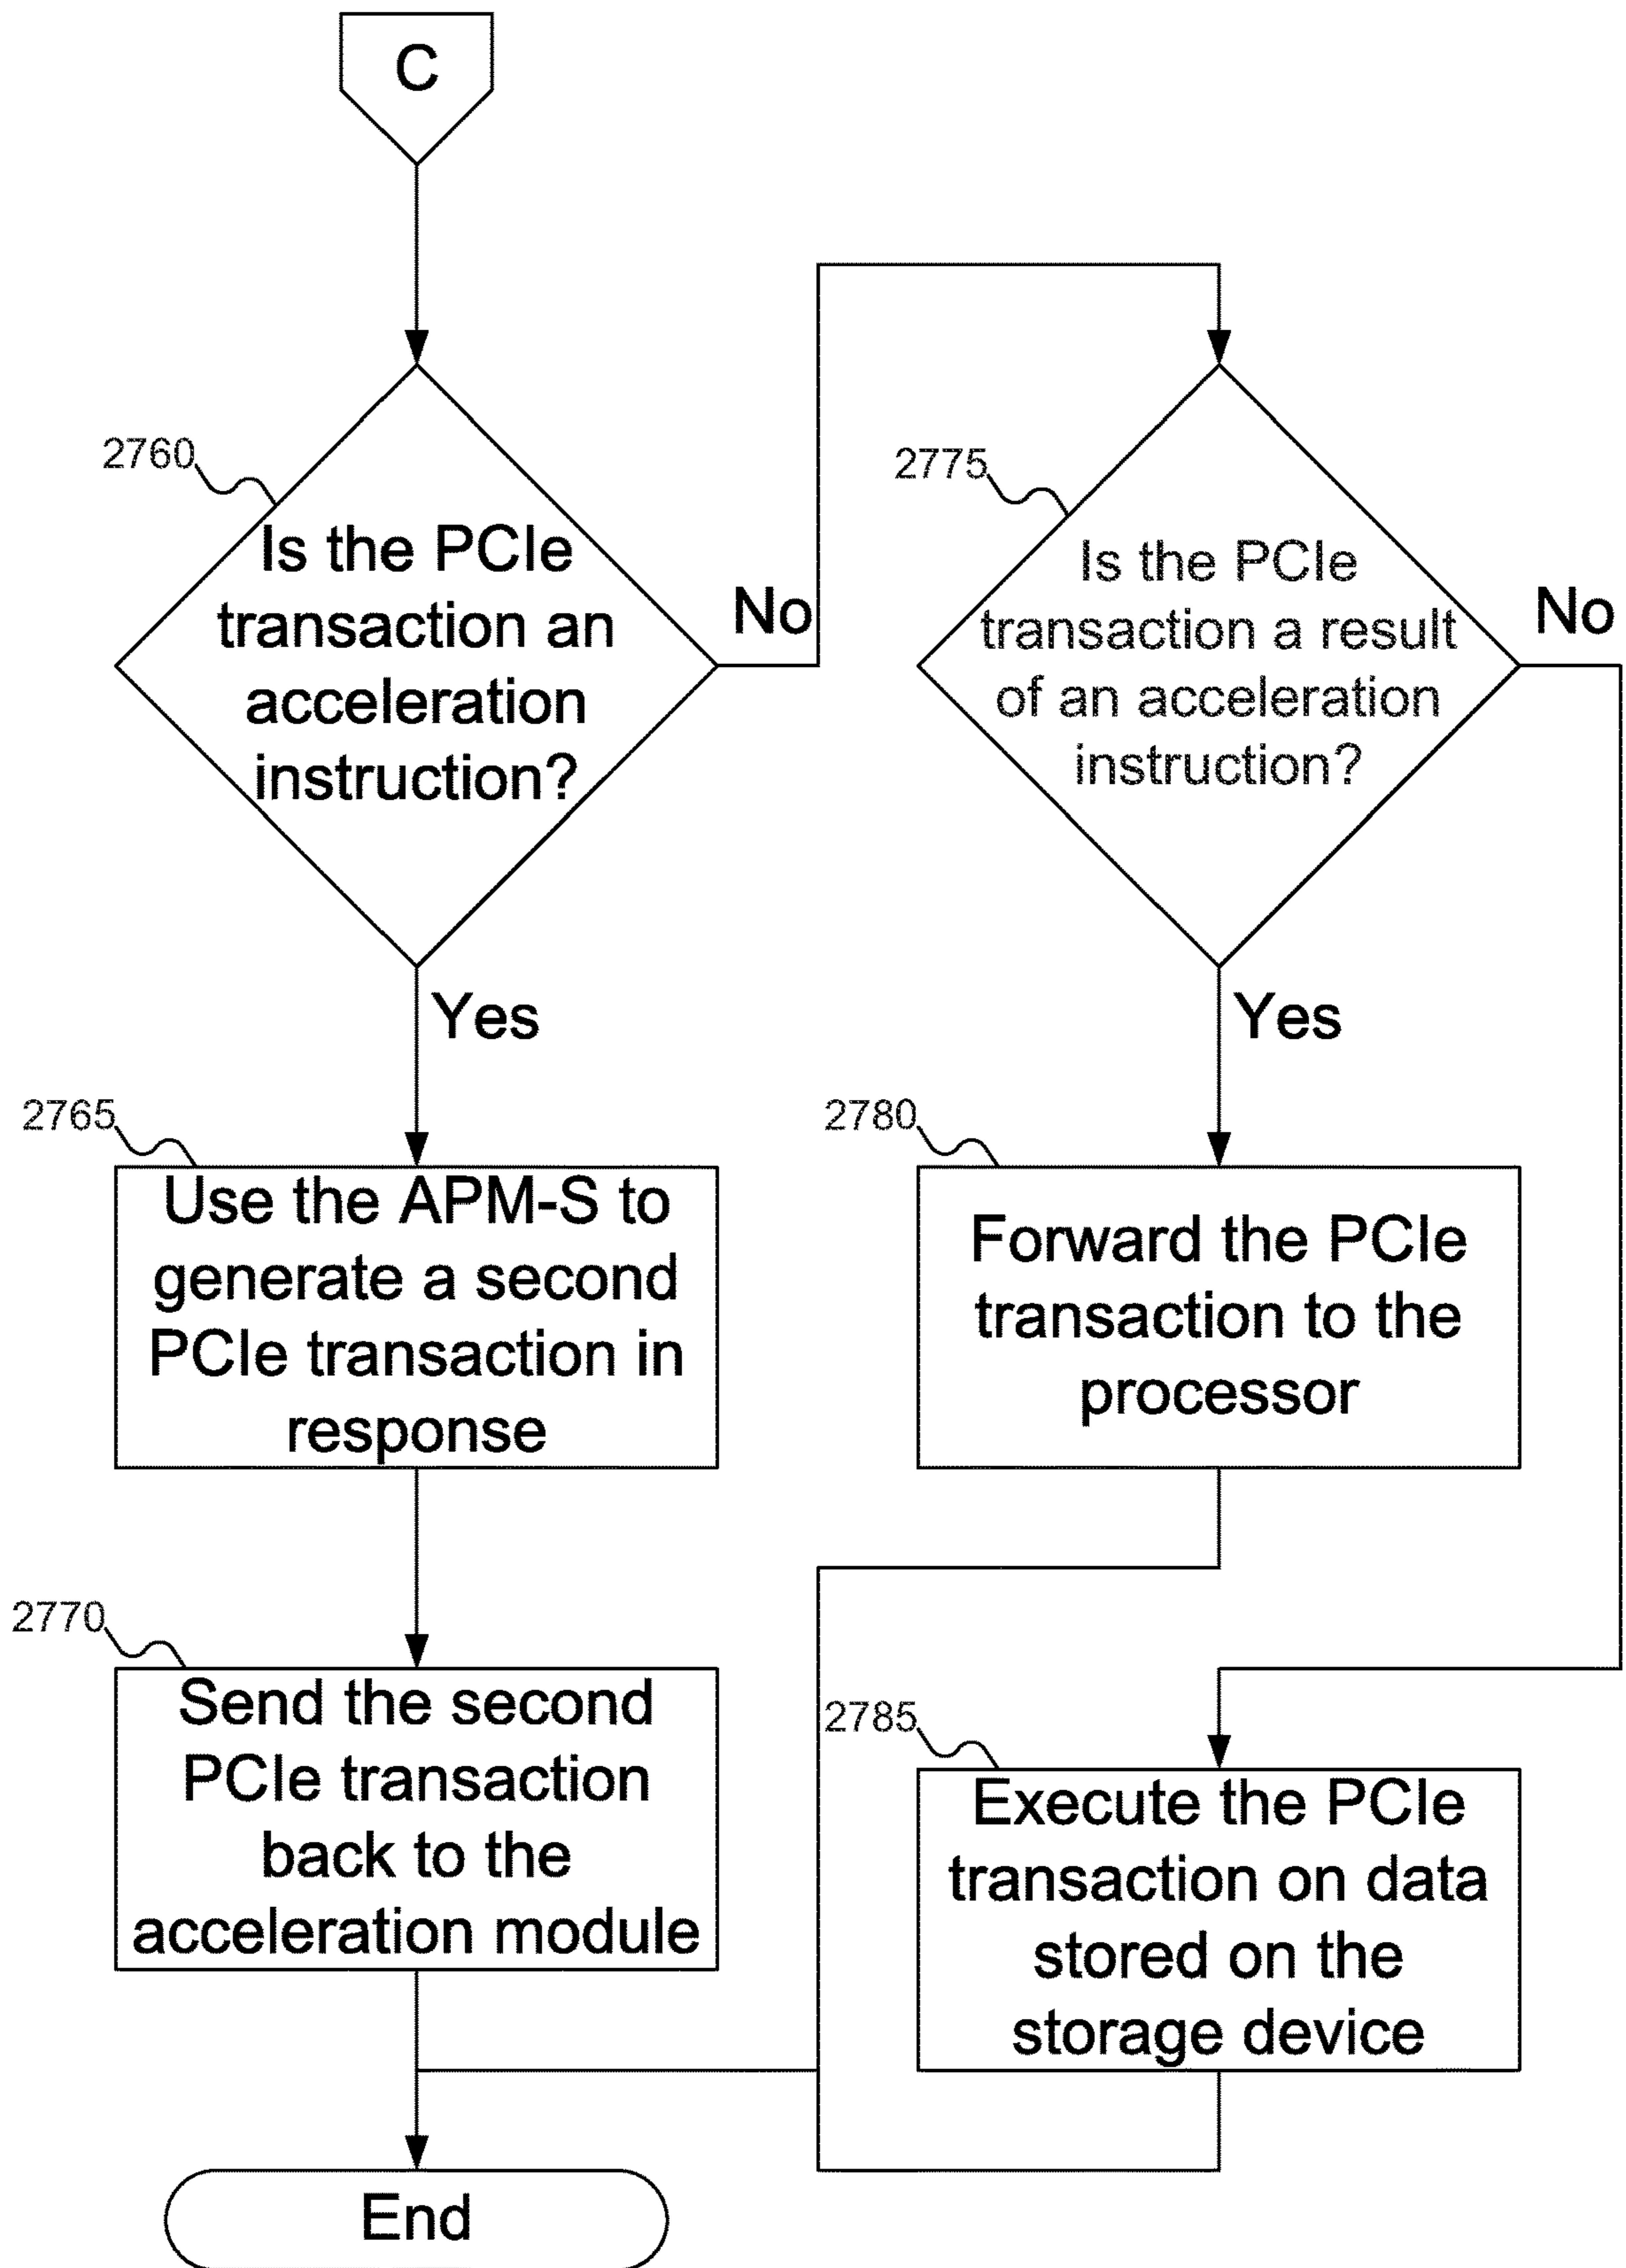 C
2760
Is the PCIe
transaction an
acceleration
instruction?
No
2775
Is the PCIe
transaction a result
of an acceleration
instruction?
No
Yes
Yes
2765
Use the APM-S to
generate a second
PCIe transaction in
response
2780
Forward the PCIe
transaction to the
processor
2770
Send the second
PCIe transaction
back to the
acceleration module
2785
Execute the PCIe
transaction on data
stored on the
storage device
End